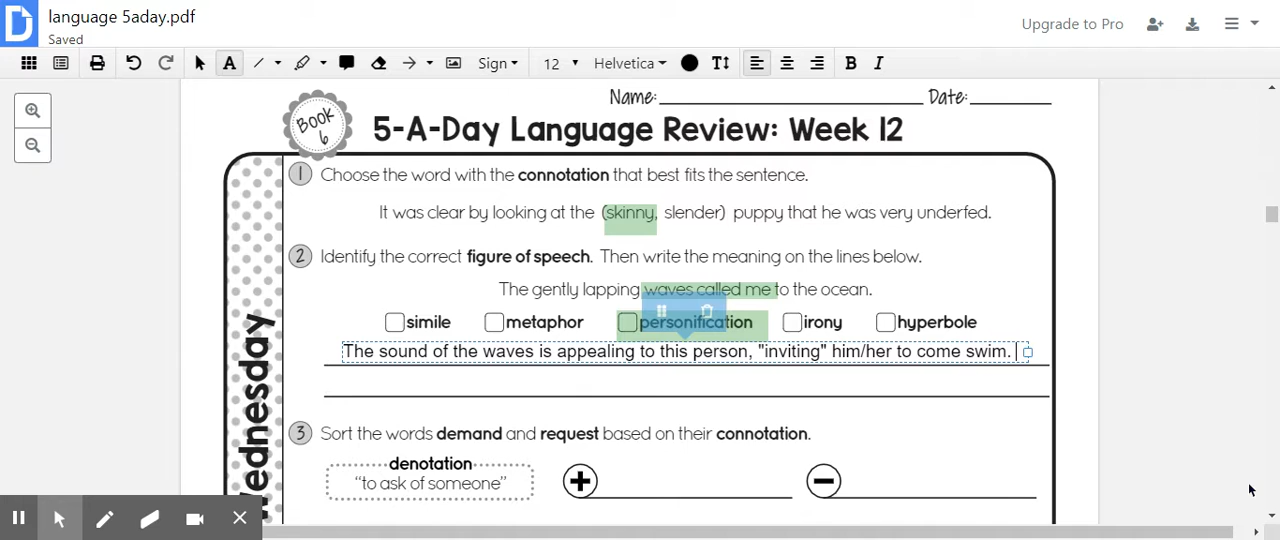 language 5aday.pdf
Saved
Upgrade to Pro
A Sign 12 Helvetica B I
Name: Date:
Book 6
5-A-Day Language Review: Week 12
Wednesday
1 Choose the word with the connotation that best fits the sentence.
It was clear by looking at the (skinny, slender) puppy that he was very underfed.
2 Identify the correct figure of speech. Then write the meaning on the lines below.
The gently lapping waves called me to the ocean.
simile metaphor personification irony hyperbole
The sound of the waves is appealing to this person, "inviting" him/her to come swim.
3 Sort the words demand and request based on their connotation.
denotation
"to ask of someone"
+ −